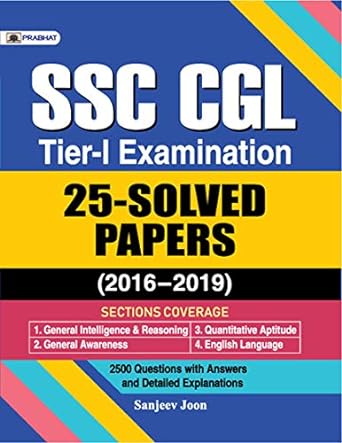 PRABHAT
SSC CGL
Tier-I Examination
25-SOLVED
PAPERS
(2016–2019)
SECTIONS COVERAGE
1. General Intelligence & Reasoning
3. Quantitative Aptitude
2. General Awareness
4. English Language
2500 Questions with Answers
and Detailed Explanations
Sanjeev Joon